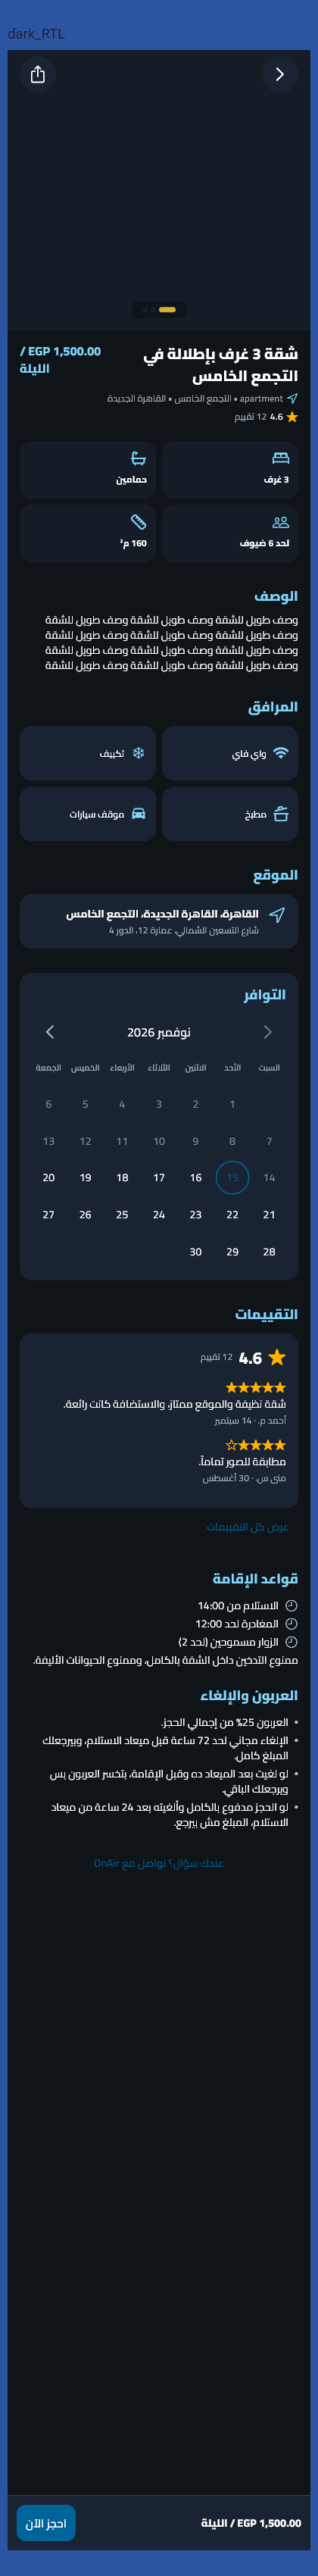 dark_RTL
شقة 3 غرف بإطلالة في
التجمع الخامس
EGP 1,500.00 /
الليلة
apartment • التجمع الخامس • القاهرة الجديدة
4.6 12 تقييم
3 غرف
حمامين
لحد 6 ضيوف
160 م²
الوصف
وصف طويل للشقة وصف طويل للشقة وصف طويل للشقة
وصف طويل للشقة وصف طويل للشقة وصف طويل للشقة
وصف طويل للشقة وصف طويل للشقة وصف طويل للشقة
وصف طويل للشقة وصف طويل للشقة وصف طويل للشقة
المرافق
واي فاي
تكييف
مطبخ
موقف سيارات
الموقع
القاهرة، القاهرة الجديدة، التجمع الخامس
شارع التسعين الشمالي، عمارة 12، الدور 4
التوافر
نوفمبر 2026
السبت الأحد الاثنين الثلاثاء الأربعاء الخميس الجمعة
1 2 3 4 5 6
7 8 9 10 11 12 13
14 15 16 17 18 19 20
21 22 23 24 25 26 27
28 29 30
التقييمات
4.6 12 تقييم
شقة نظيفة والموقع ممتاز، والاستضافة كانت رائعة.
أحمد م. · 14 سبتمبر
مطابقة للصور تماماً.
منى س. · 30 أغسطس
عرض كل التقييمات
قواعد الإقامة
الاستلام من 14:00
المغادرة لحد 12:00
الزوار مسموحين (لحد 2)
ممنوع التدخين داخل الشقة بالكامل، وممنوع الحيوانات الأليفة.
العربون والإلغاء
• العربون 25% من إجمالي الحجز.
• الإلغاء مجاني لحد 72 ساعة قبل ميعاد الاستلام، وبيرجعلك
المبلغ كامل.
• لو لغيت بعد الميعاد ده وقبل الإقامة، بتخسر العربون بس
ويرجعلك الباقي.
• لو الحجز مدفوع بالكامل وألغيته بعد 24 ساعة من ميعاد
الاستلام، المبلغ مش بيرجع.
عندك سؤال؟ تواصل مع OnAir
EGP 1,500.00 / الليلة
احجز الآن